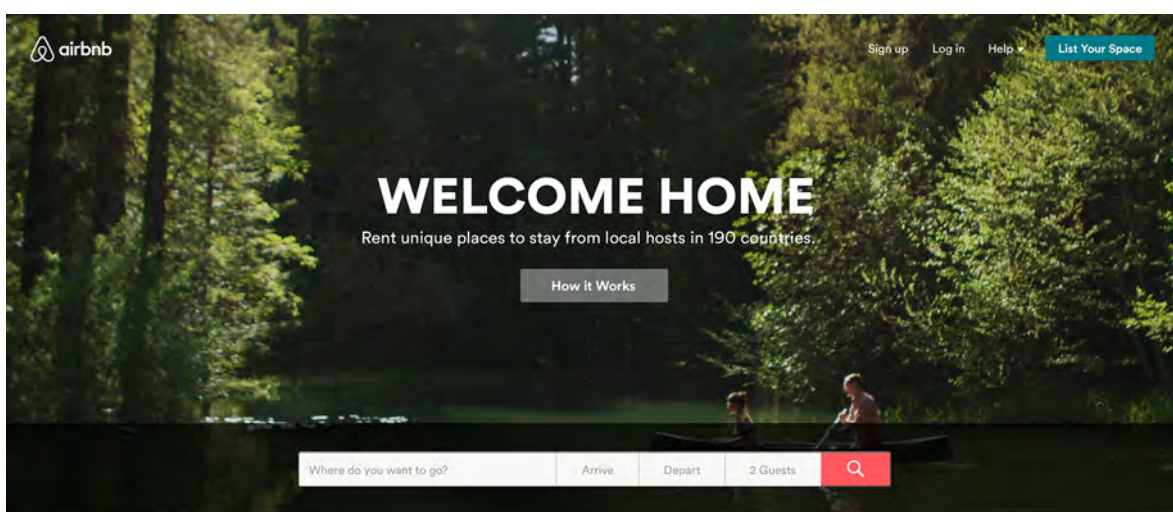 airbnb
Sign up Log in Help List Your Space
WELCOME HOME
Rent unique places to stay from local hosts in 190 countries.
How it Works
Where do you want to go? Arrive Depart 2 Guests